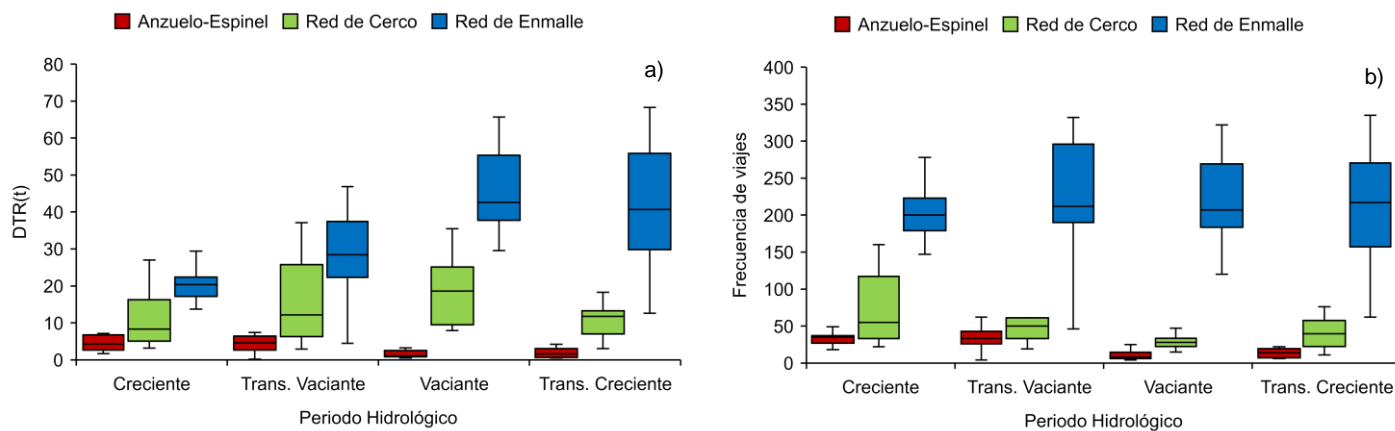 Anzuelo-Espinel Red de Cerco Red de Enmalle
a)
80
70
60
50
40
30
20
10
0
DTR(t)
Creciente Trans. Vaciante Vaciante Trans. Creciente
Periodo Hidrológico
Anzuelo-Espinel Red de Cerco Red de Enmalle
b)
400
350
300
250
200
150
100
50
0
Frecuencia de viajes
Creciente Trans. Vaciante Vaciante Trans. Creciente
Periodo Hidrológico